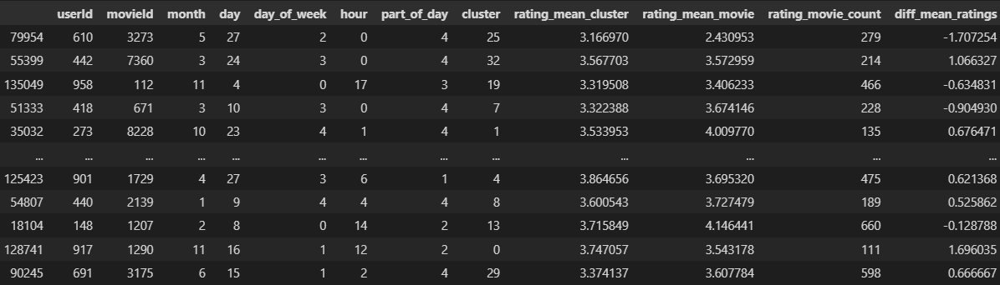 userId movieId month day day_of_week hour part_of_day cluster rating_mean_cluster rating_mean_movie rating_movie_count diff_mean_ratings
79954 610 3273 5 27 2 0 4 25 3.166970 2.430953 279 -1.707254
55399 442 7360 3 24 3 0 4 32 3.567703 3.572959 214 1.066327
135049 958 112 11 4 0 17 3 19 3.319508 3.406233 466 -0.634831
51333 418 671 3 10 3 0 4 7 3.322388 3.674146 228 -0.904930
35032 273 8228 10 23 4 1 4 1 3.533953 4.009770 135 0.676471
... ... ... ... ... ... ... ... ... ... ... ... ...
125423 901 1729 4 27 3 6 1 4 3.864656 3.695320 475 0.621368
54807 440 2139 1 9 4 4 4 8 3.600543 3.727479 189 0.525862
18104 148 1207 2 8 0 14 2 13 3.715849 4.146441 660 -0.128788
128741 917 1290 11 16 1 12 2 0 3.747057 3.543178 111 1.696035
90245 691 3175 6 15 1 2 4 29 3.374137 3.607784 598 0.666667